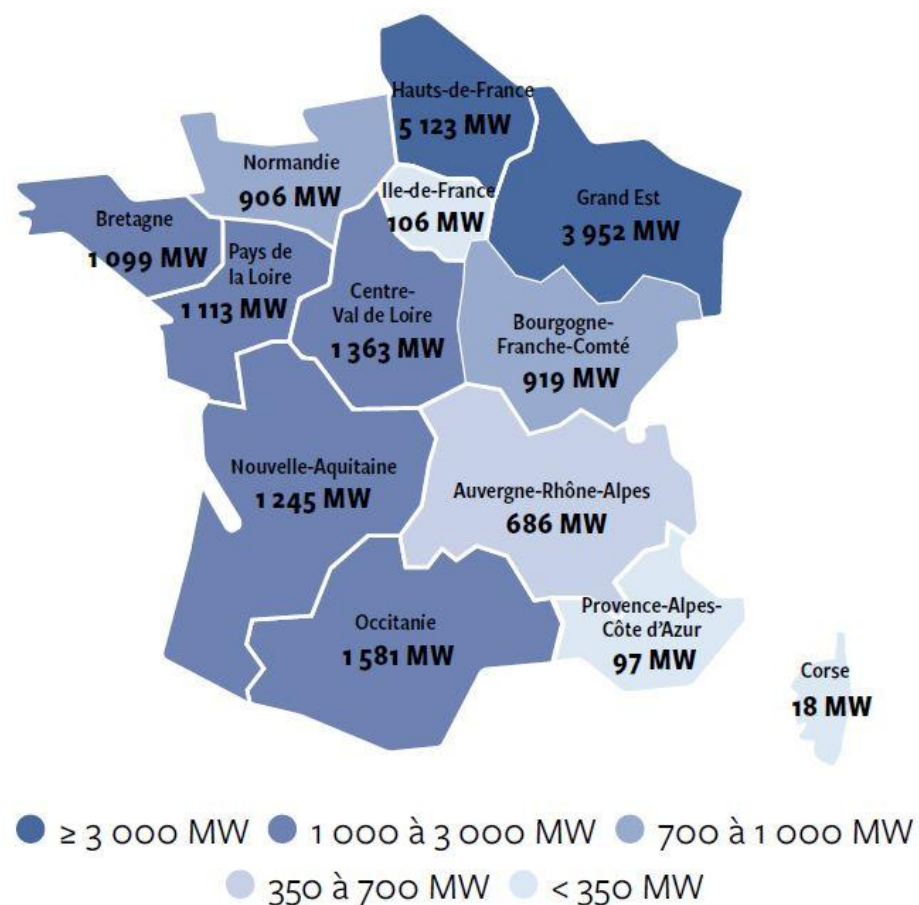 Hauts-de-France
5 123 MW
Normandie
906 MW
Ile-de-France
106 MW
Grand Est
3 952 MW
Bretagne
1 099 MW
Pays de
la Loire
1 113 MW
Centre-
Val de Loire
1 363 MW
Bourgogne-
Franche-Comté
919 MW
Nouvelle-Aquitaine
1 245 MW
Auvergne-Rhône-Alpes
686 MW
Occitanie
1 581 MW
Provence-Alpes-
Côte d'Azur
97 MW
Corse
18 MW
≥ 3 000 MW
1 000 à 3 000 MW
700 à 1 000 MW
350 à 700 MW
< 350 MW